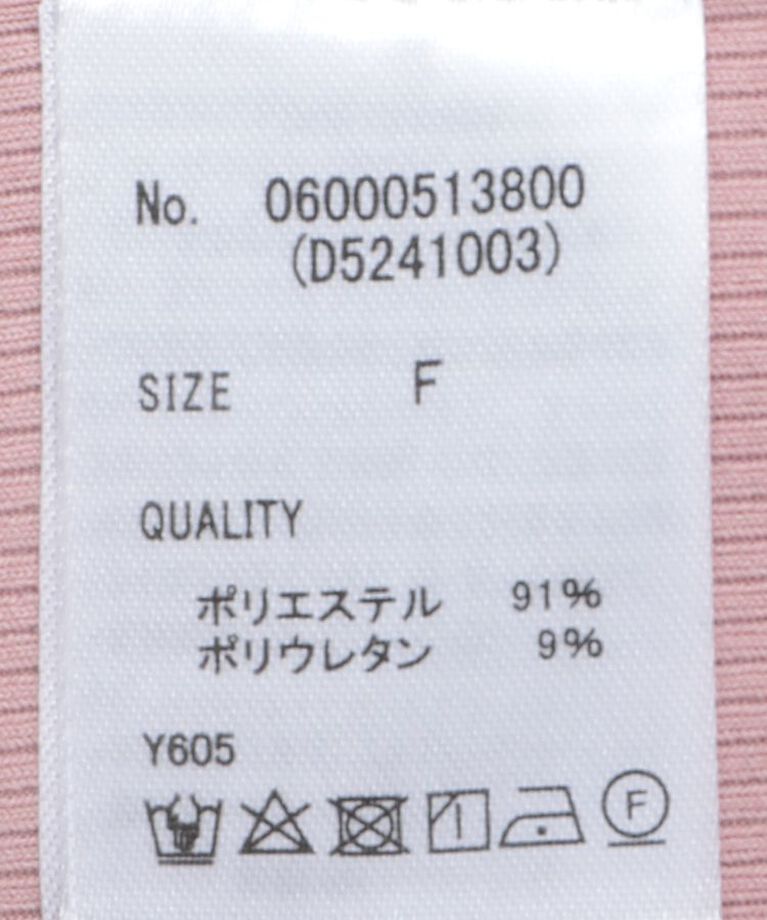 No. 06000513800
(D5241003)
SIZE F
QUALITY
ポリエステル 91%
ポリウレタン 9%
Y605
F